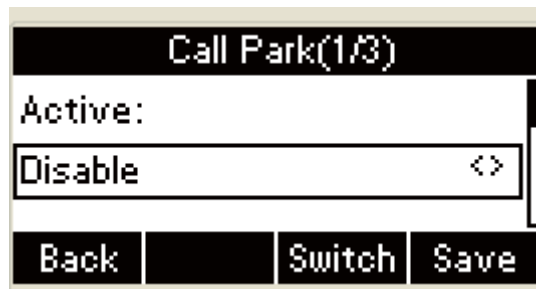 Call Park(1/3)
Active:
Disable <>
Back Switch Save